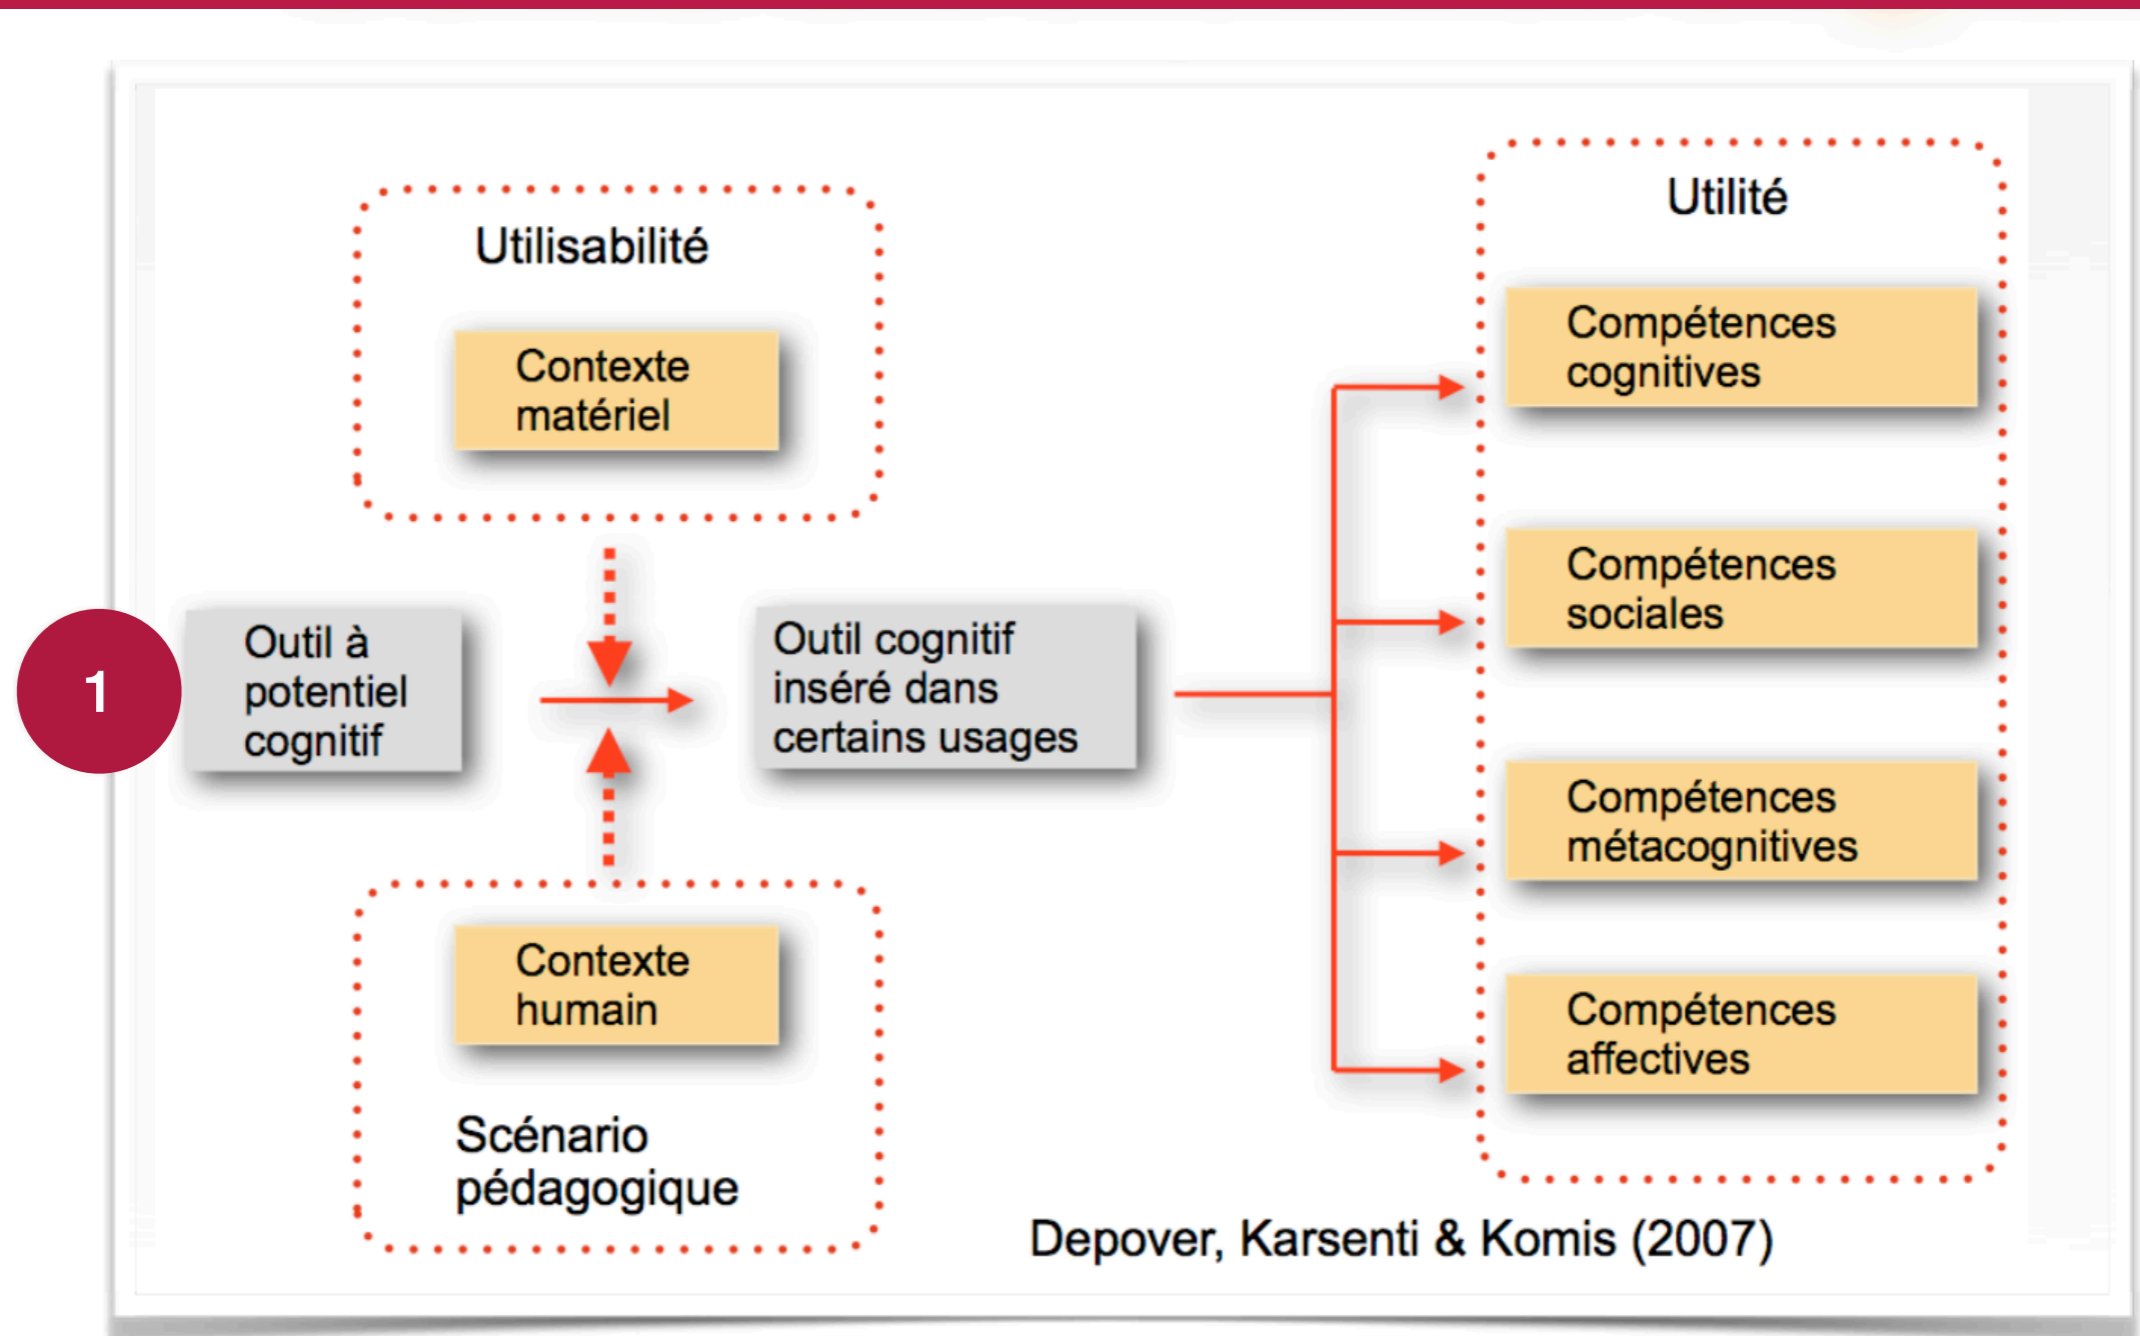 Utilisabilité
Contexte
matériel
1
Outil à
potentiel
cognitif
Outil cognitif
inséré dans
certains usages
Contexte
humain
Scénario
pédagogique
Utilité
Compétences
cognitives
Compétences
sociales
Compétences
métacognitives
Compétences
affectives
Depover, Karsenti & Komis (2007)